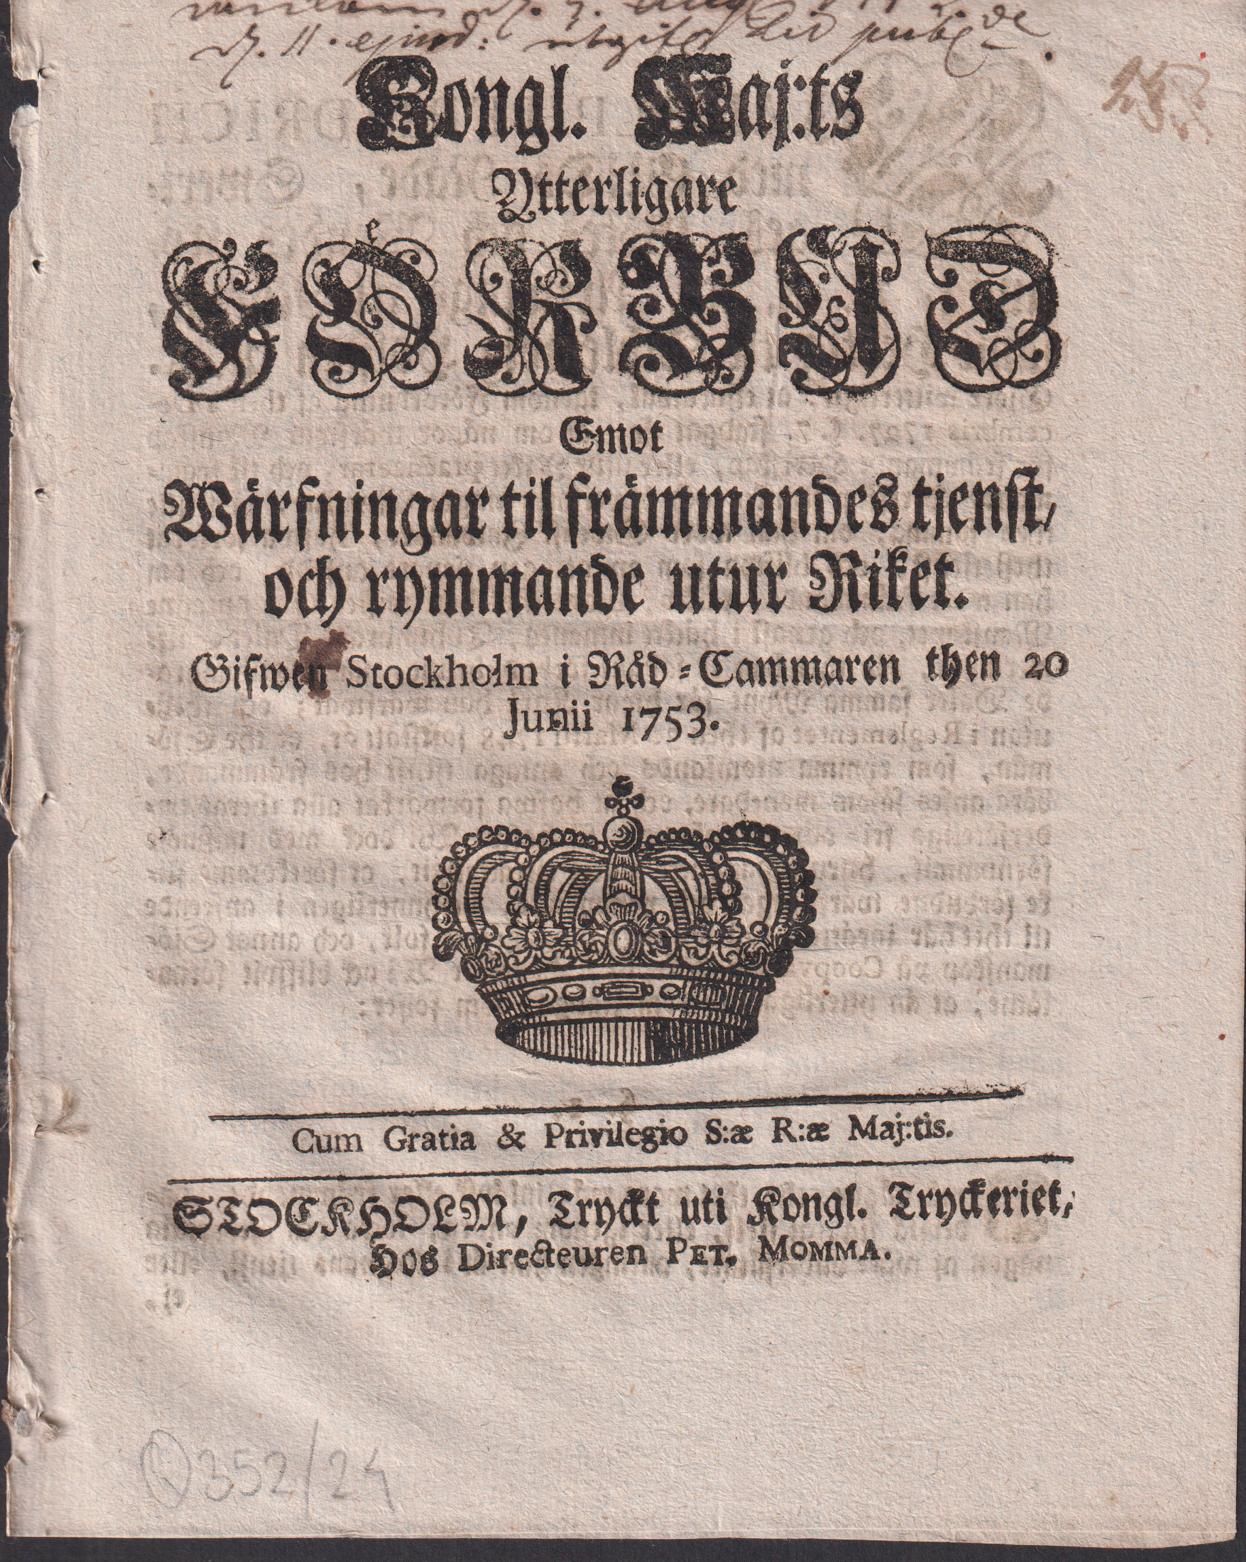 d. 11. ejusd:
Kongl. Maj:ts
Ytterligare
FÖRBUD
Emot
Wärfningar til främmandes tjenst,
och rymmande utur Riket.
Gifwen Stockholm i Råd-Cammaren then 20
Junii 1753.
Cum Gratia & Privilegio S:æ R:æ Maj:tis.
STOCKHOLM, Tryckt uti Kongl. Tryckeriet,
Hos Directeuren PET. MOMMA.
352/24